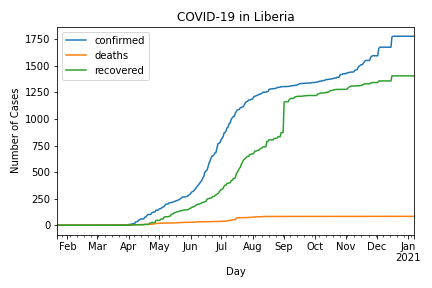 COVID-19 in Liberia
confirmed
deaths
recovered
Number of Cases
1750
1500
1250
1000
750
500
250
0
Feb Mar Apr May Jun Jul Aug Sep Oct Nov Dec Jan
2021
Day